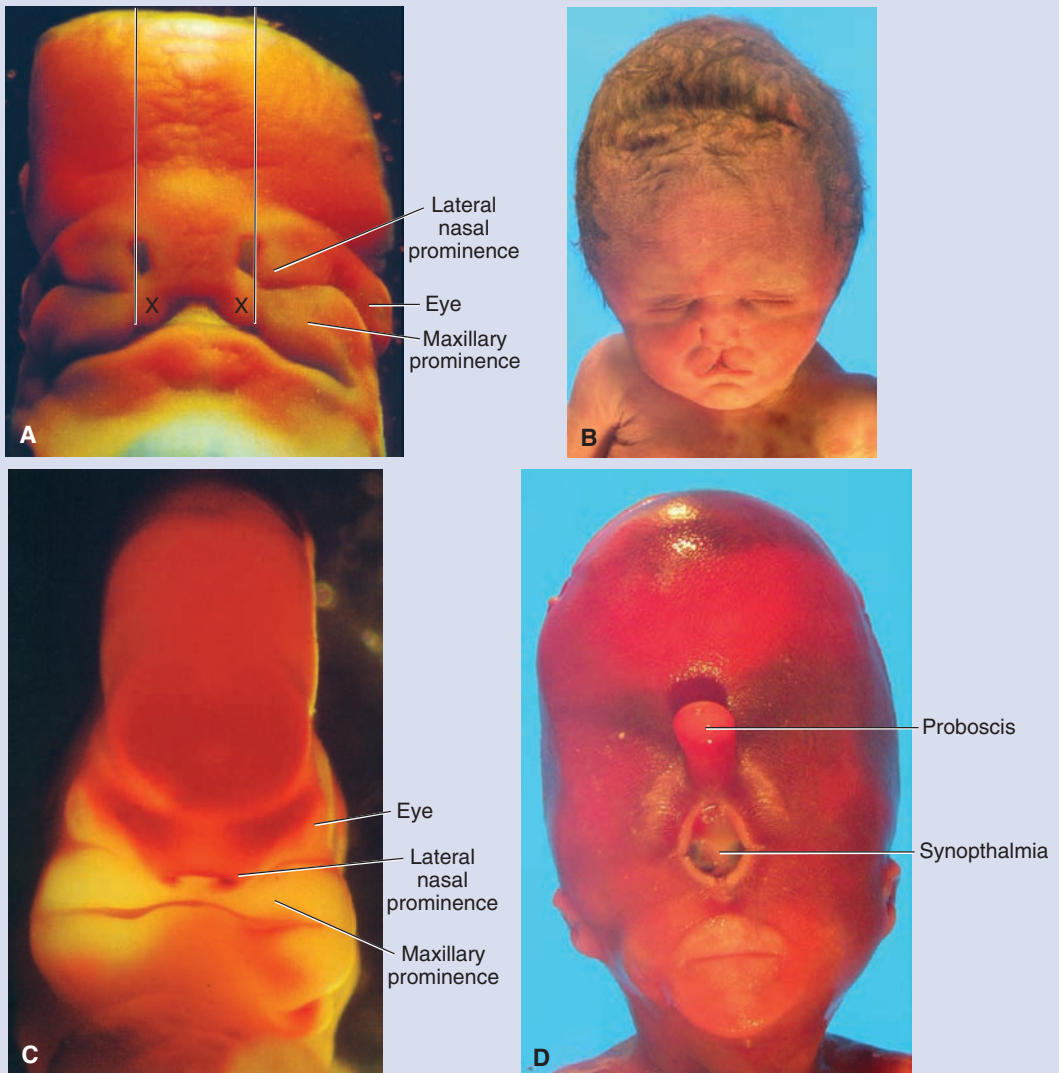 Lateral
nasal
prominence
Eye
Maxillary
prominence
X X
A
B
Eye
Lateral
nasal
prominence
Maxillary
prominence
C
Proboscis
Synopthalmia
D